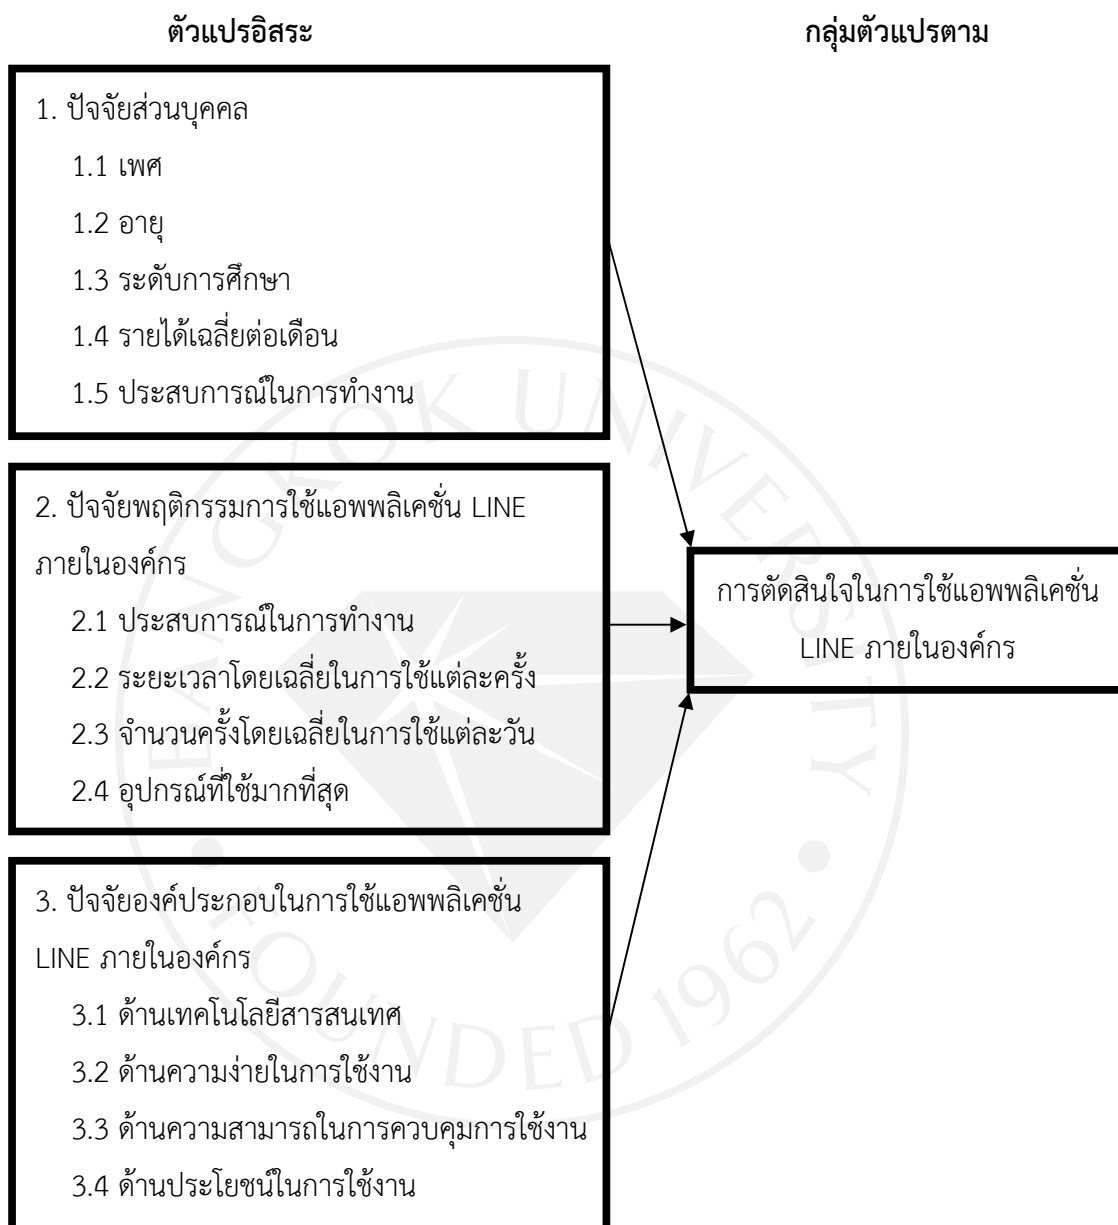 ตัวแปรอิสระ
กลุ่มตัวแปรตาม
1. ปัจจัยส่วนบุคคล
1.1 เพศ
1.2 อายุ
1.3 ระดับการศึกษา
1.4 รายได้เฉลี่ยต่อเดือน
1.5 ประสบการณ์ในการทำงาน
2. ปัจจัยพฤติกรรมการใช้แอพพลิเคชั่น LINE
ภายในองค์กร
2.1 ประสบการณ์ในการทำงาน
2.2 ระยะเวลาโดยเฉลี่ยในการใช้แต่ละครั้ง
2.3 จำนวนครั้งโดยเฉลี่ยในการใช้แต่ละวัน
2.4 อุปกรณ์ที่ใช้มากที่สุด
3. ปัจจัยองค์ประกอบในการใช้แอพพลิเคชั่น
LINE ภายในองค์กร
3.1 ด้านเทคโนโลยีสารสนเทศ
3.2 ด้านความง่ายในการใช้งาน
3.3 ด้านความสามารถในการควบคุมการใช้งาน
3.4 ด้านประโยชน์ในการใช้งาน
การตัดสินใจในการใช้แอพพลิเคชั่น
LINE ภายในองค์กร
BANGKOK UNIVERSITY
FOUNDED 1962